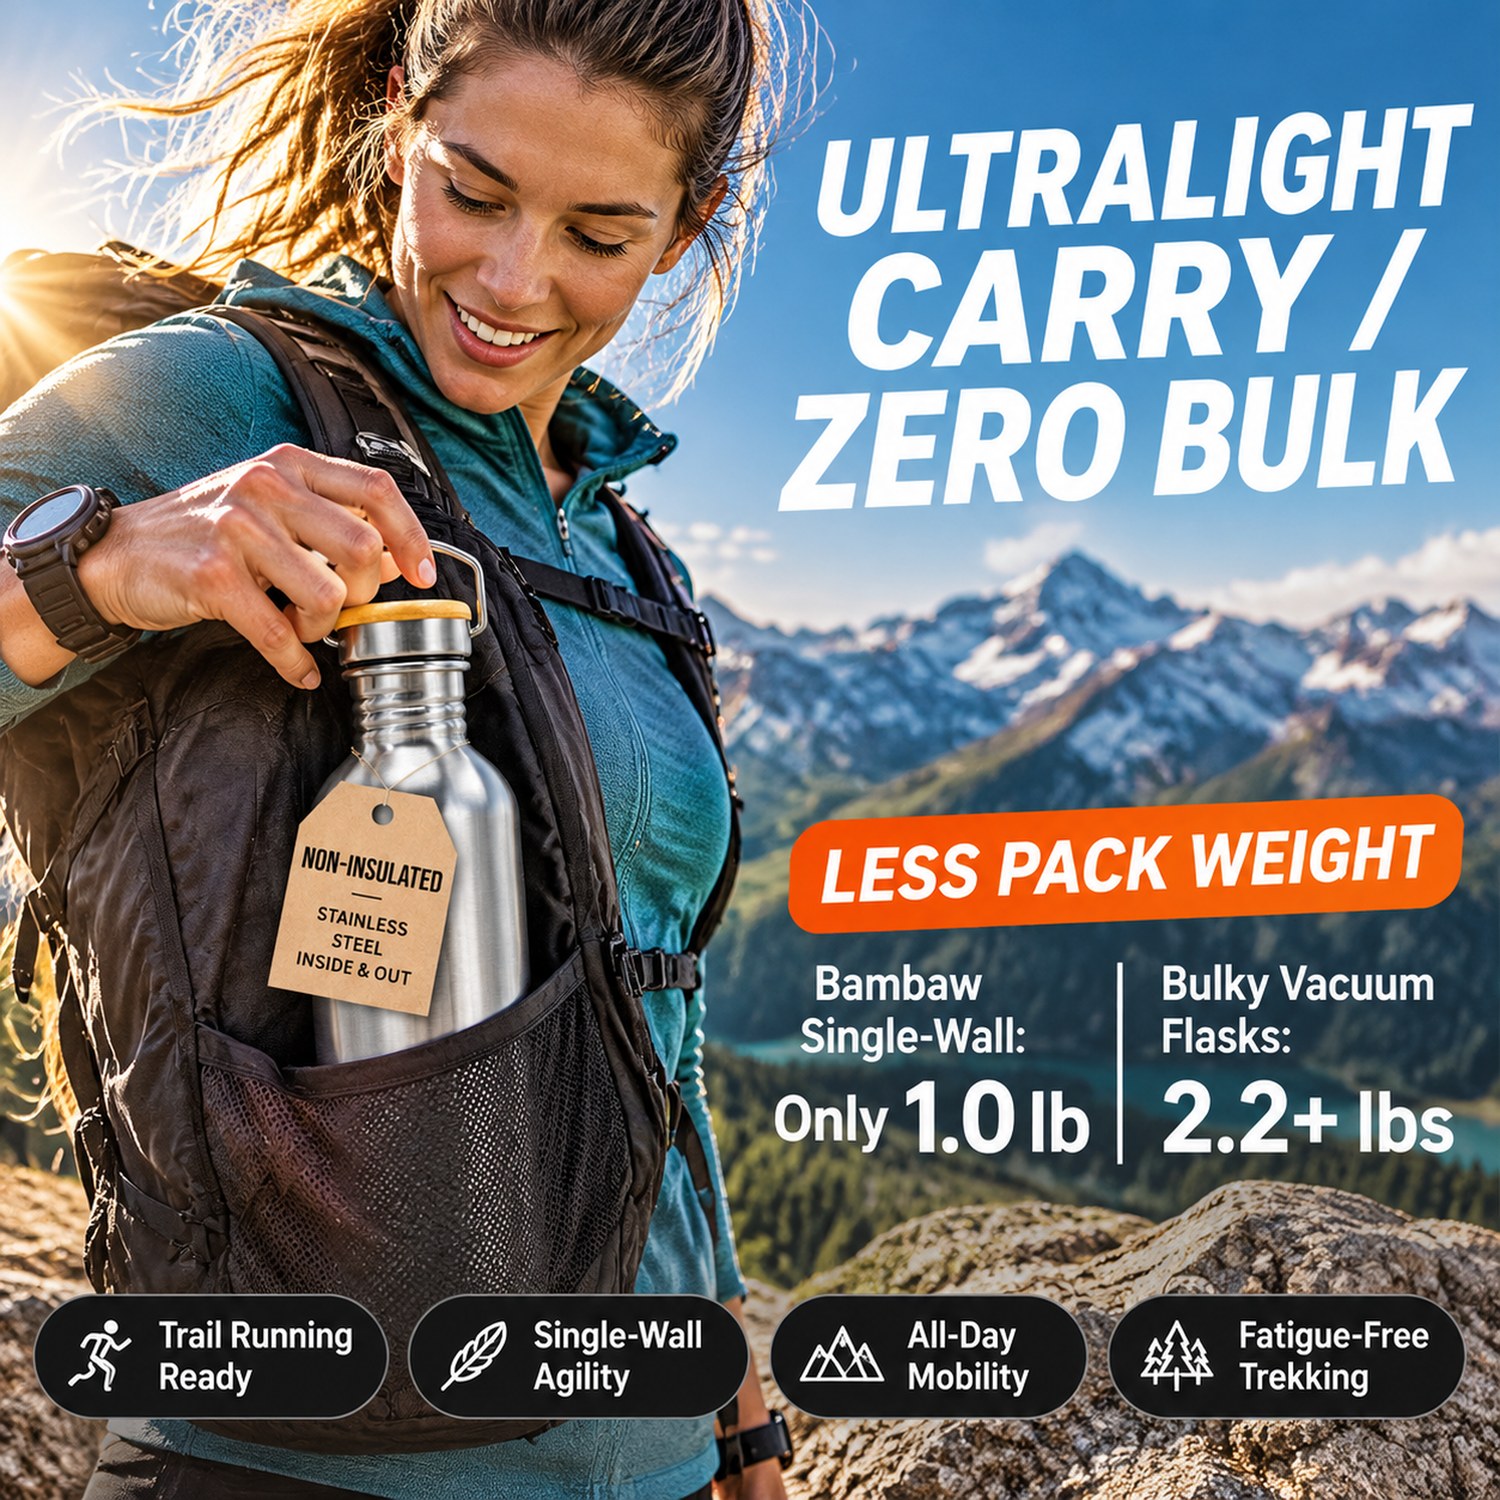 ULTRALIGHT
CARRY /
ZERO BULK
NON-INSULATED
STAINLESS
STEEL
INSIDE & OUT
LESS PACK WEIGHT
Bambaw
Single-Wall:
Only 1.0 lb
Bulky Vacuum
Flasks:
2.2+ lbs
Trail Running
Ready
Single-Wall
Agility
All-Day
Mobility
Fatigue-Free
Trekking